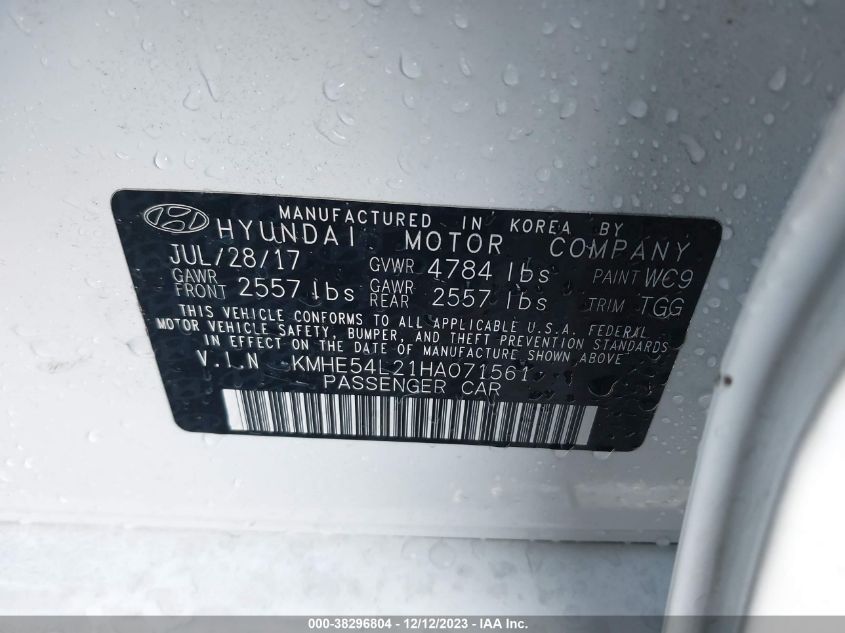 MANUFACTURED IN KOREA BY
HYUNDAI MOTOR COMPANY
JUL/28/17 GVWR 4784 lbs PAINT WC9
GAWR FRONT 2557 lbs GAWR REAR 2557 lbs TRIM TGG
THIS VEHICLE CONFORMS TO ALL APPLICABLE U.S.A. FEDERAL
MOTOR VEHICLE SAFETY, BUMPER, AND THEFT PREVENTION STANDARDS
IN EFFECT ON THE DATE OF MANUFACTURE SHOWN ABOVE
V.I.N KMHE54L21HA071561
PASSENGER CAR
000-38296804 - 12/12/2023 - IAA Inc.